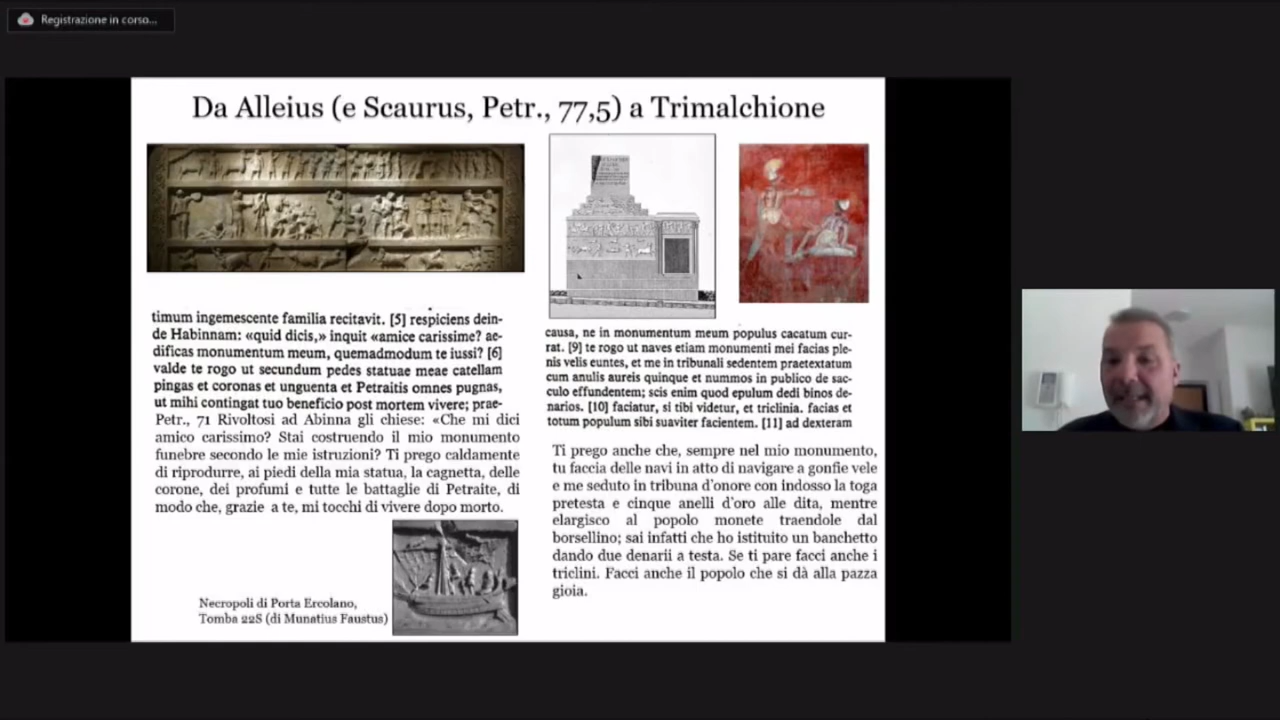 Registrazione in corso...
Da Alleius (e Scaurus, Petr., 77,5) a Trimalchione
timum ingemescente familia recitavit. [5] respiciens dein-
de Habinnam: «quid dicis,» inquit «amice carissime? ae-
dificas monumentum meum, quemadmodum te iussi? [6]
valde te rogo ut secundum pedes statuae meae catellam
pingas et coronas et unguenta et Petraitis omnes pugnas,
ut mihi contingat tuo beneficio post mortem vivere; prae-
Petr., 71 Rivoltosi ad Abinna gli chiese: «Che mi dici
amico carissimo? Stai costruendo il mio monumento
funebre secondo le mie istruzioni? Ti prego caldamente
di riprodurre, ai piedi della mia statua, la cagnetta, delle
corone, dei profumi e tutte le battaglie di Petraite, di
modo che, grazie a te, mi tocchi di vivere dopo morto.
Necropoli di Porta Ercolano,
Tomba 22S (di Munatius Faustus)
causa, ne in monumentum meum populus cacatum cur-
rat. [9] te rogo ut naves etiam monumenti mei facias ple-
nis velis euntes, et me in tribunali sedentem praetextatum
cum anulis aureis quinque et nummos in publico de sac-
culo effundentem; scis enim quod epulum dedi binos de-
narios. [10] faciatur, si tibi videtur, et triclinia. facias et
totum populum sibi suaviter facientem. [11] ad dexteram
Ti prego anche che, sempre nel mio monumento,
tu faccia delle navi in atto di navigare a gonfie vele
e me seduto in tribuna d'onore con indosso la toga
pretesta e cinque anelli d'oro alle dita, mentre
elargisco al popolo monete traendole dal
borsellino; sai infatti che ho istituito un banchetto
dando due denarii a testa. Se ti pare facci anche i
triclini. Facci anche il popolo che si dà alla pazza
gioia.